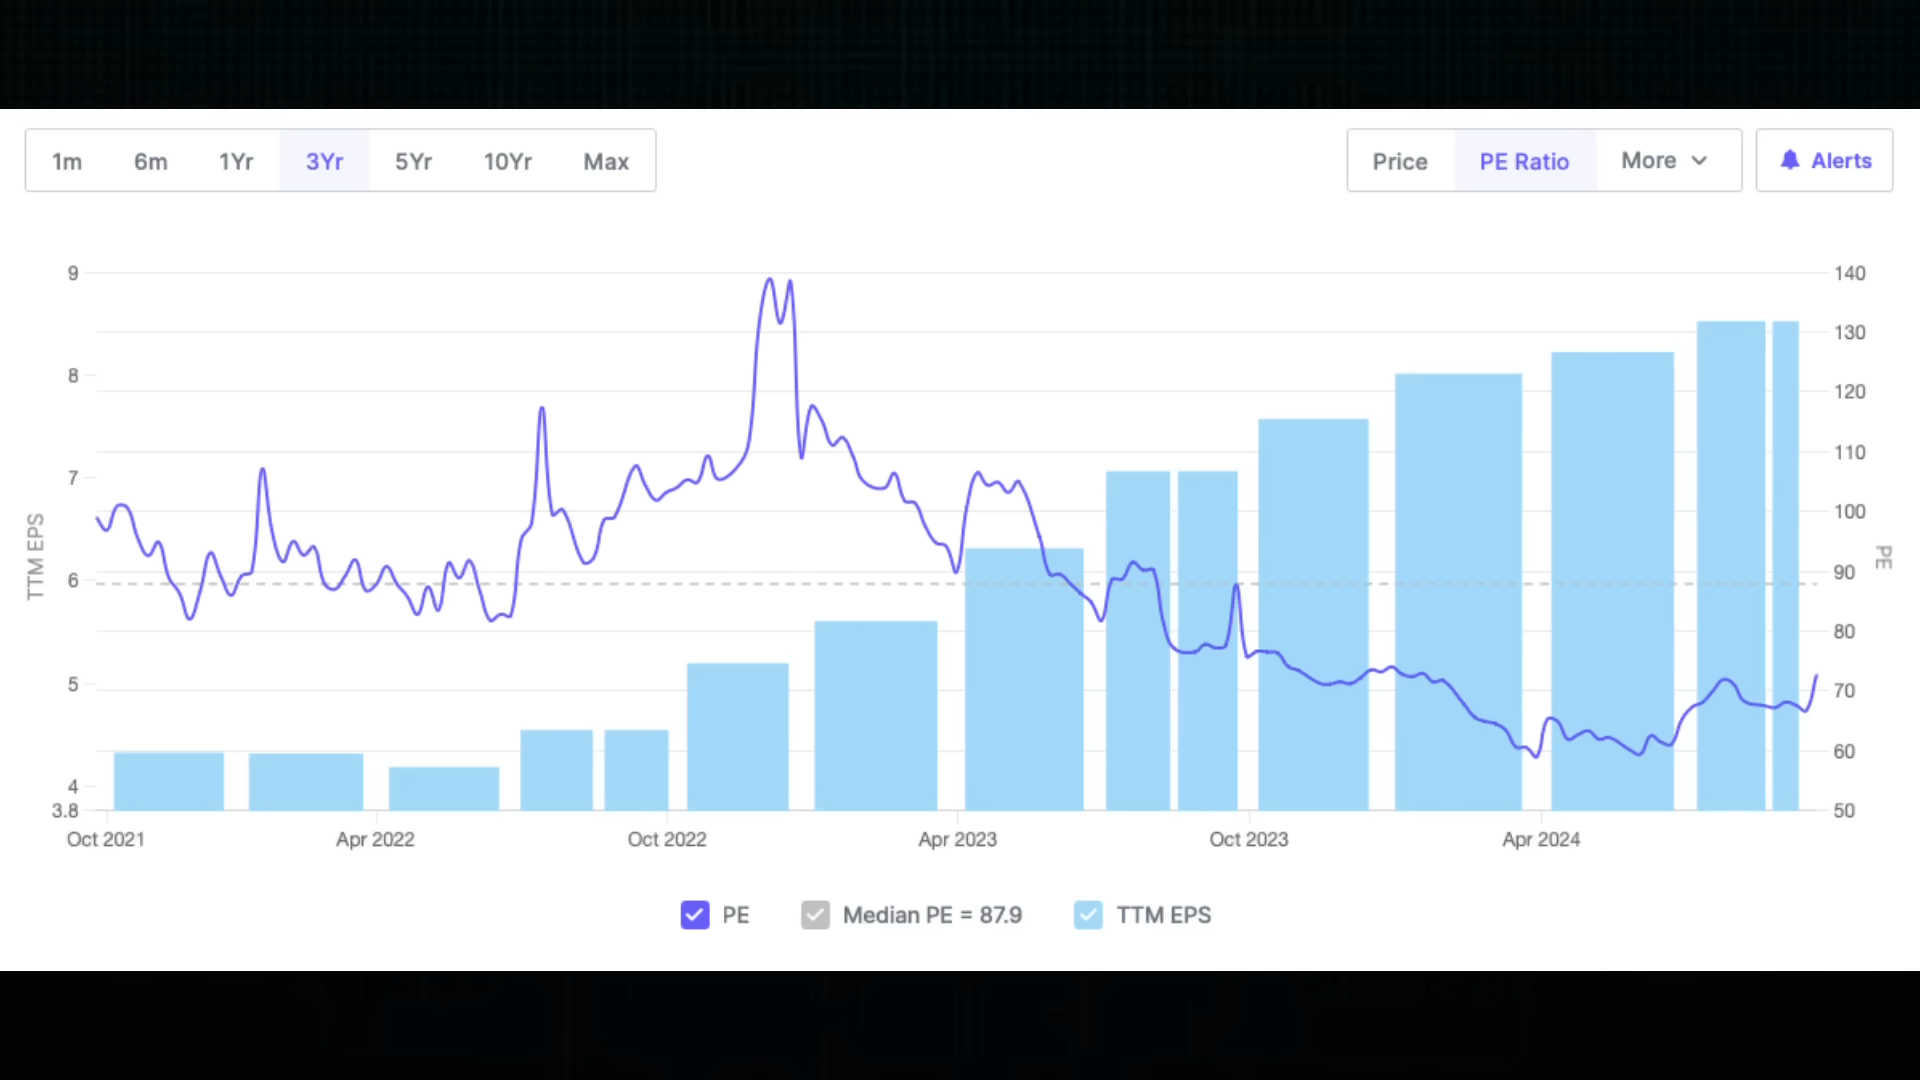 1m 6m 1Yr 3Yr 5Yr 10Yr Max
Price PE Ratio More Alerts
9 140
130
8 120
7 110
100
6 90
80
5 70
60
4
3.8 50
TTM EPS
PE
Oct 2021 Apr 2022 Oct 2022 Apr 2023 Oct 2023 Apr 2024
PE Median PE = 87.9 TTM EPS